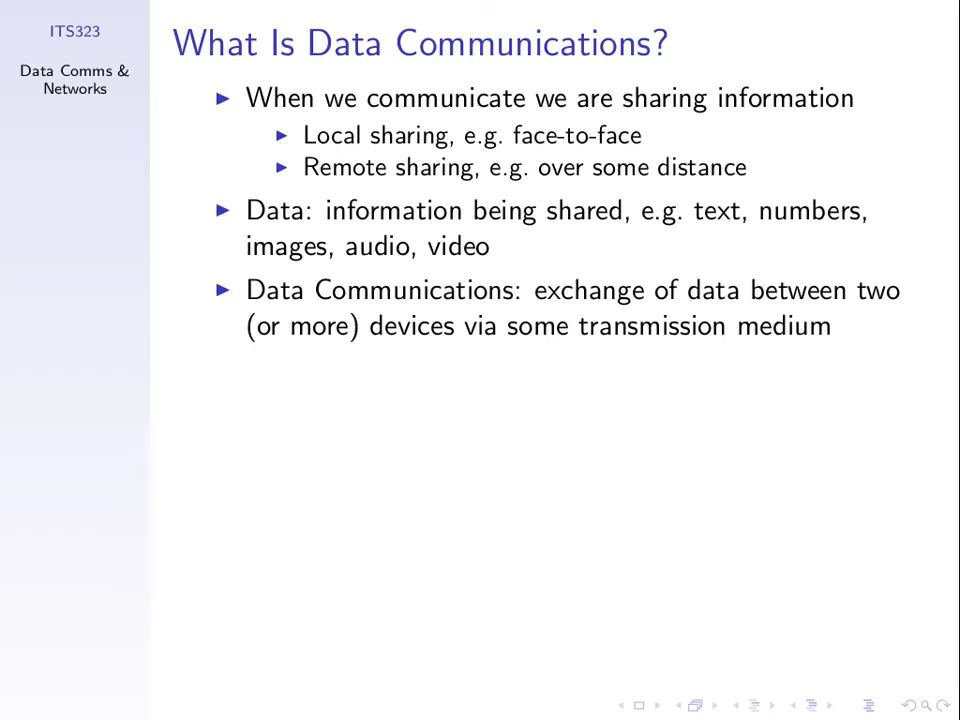 ITS323
Data Comms &
Networks
What Is Data Communications?
When we communicate we are sharing information
Local sharing, e.g. face-to-face
Remote sharing, e.g. over some distance
Data: information being shared, e.g. text, numbers,
images, audio, video
Data Communications: exchange of data between two
(or more) devices via some transmission medium